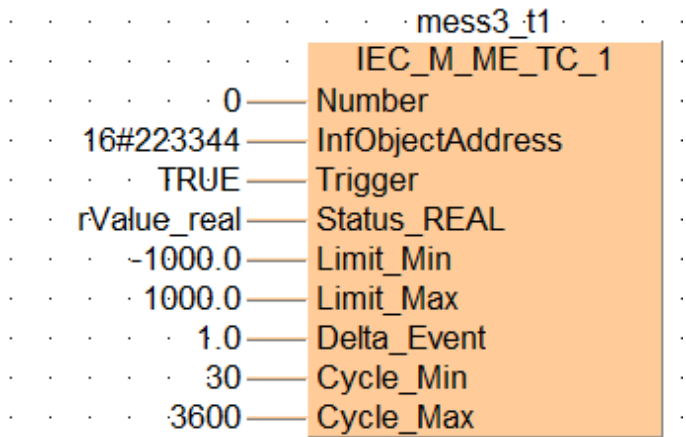 mess3_t1
IEC_M_ME_TC_1
0 Number
16#223344 InfObjectAddress
TRUE Trigger
rValue_real Status_REAL
-1000.0 Limit_Min
1000.0 Limit_Max
1.0 Delta_Event
30 Cycle_Min
3600 Cycle_Max